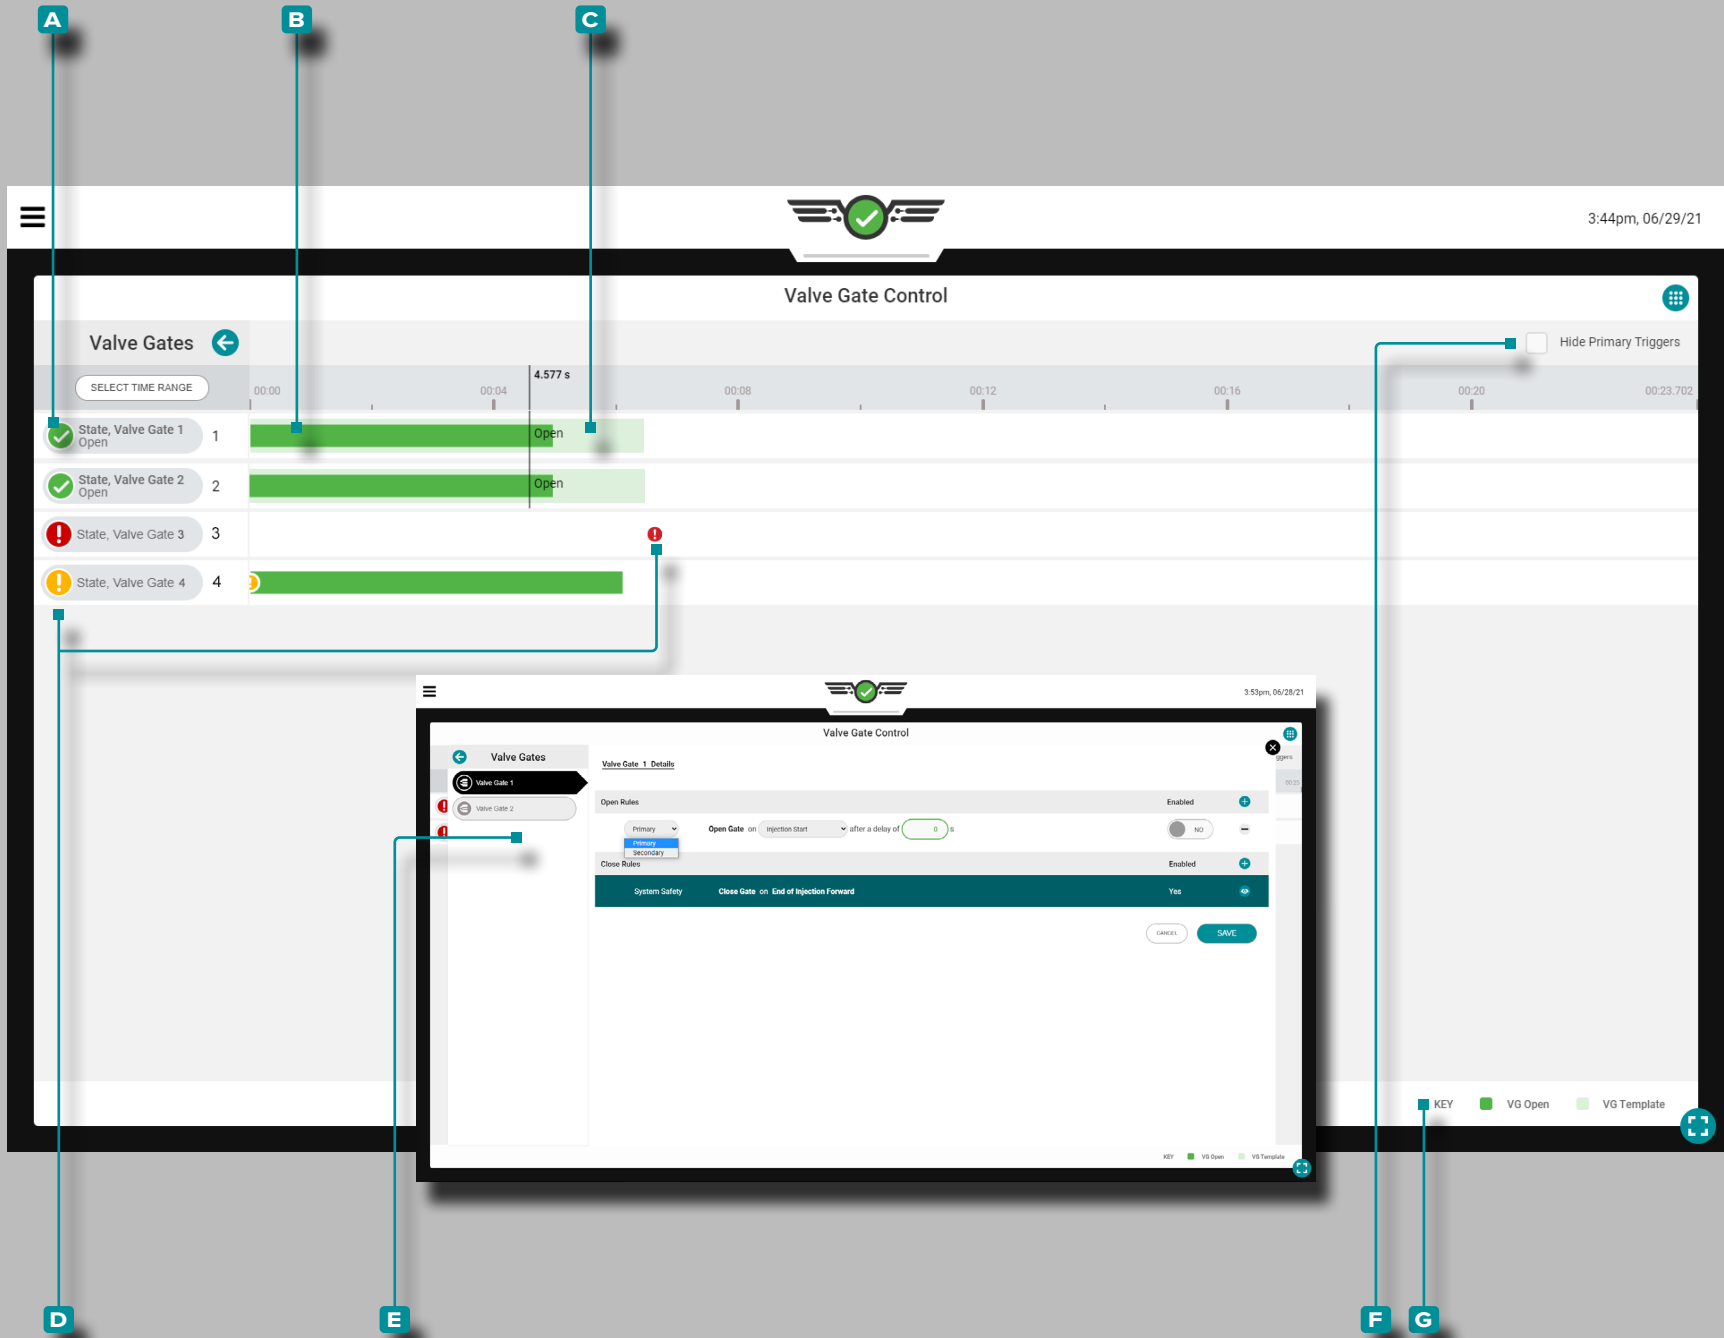 A B C
3:44pm, 06/29/21
Valve Gate Control
Valve Gates
Hide Primary Triggers
SELECT TIME RANGE
4.577 s
00:00 00:04 00:08 00:12 00:16 00:20 00:23.702
State, Valve Gate 1
Open
1
Open
State, Valve Gate 2
Open
2
Open
State, Valve Gate 3
3
State, Valve Gate 4
4
3:53pm, 06/28/21
Valve Gate Control
Valve Gates
ggers
Valve Gate 1 Details
Valve Gate 1
00:23
Valve Gate 2
Open Rules Enabled
Primary Open Gate on Injection Start after a delay of 0 s NO
Primary
Secondary
Close Rules Enabled
System Safety Close Gate on End of Injection Forward Yes
CANCEL SAVE
KEY VG Open VG Template
KEY VG Open VG Template
D E F G